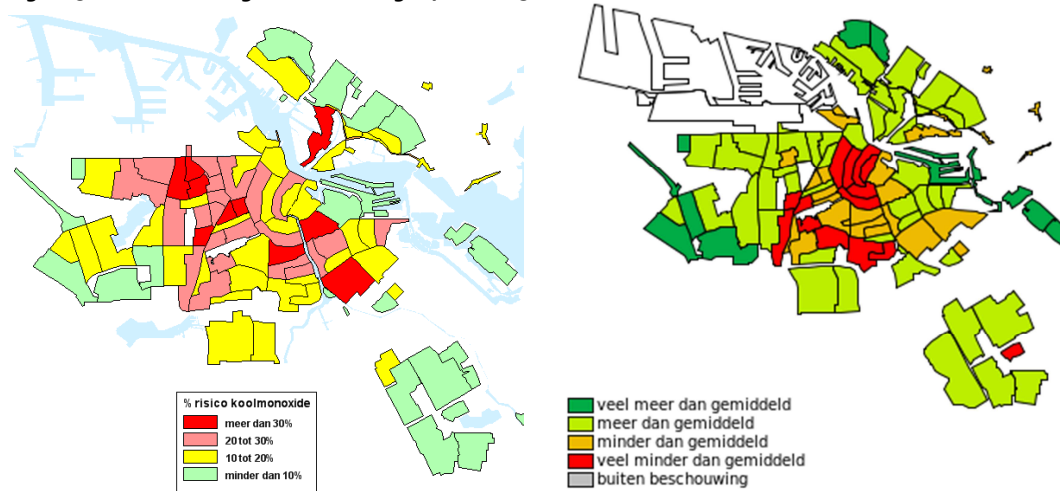 % risico koolmonoxide
meer dan 30%
20 tot 30%
10 tot 20%
minder dan 10%
veel meer dan gemiddeld
meer dan gemiddeld
minder dan gemiddeld
veel minder dan gemiddeld
buiten beschouwing